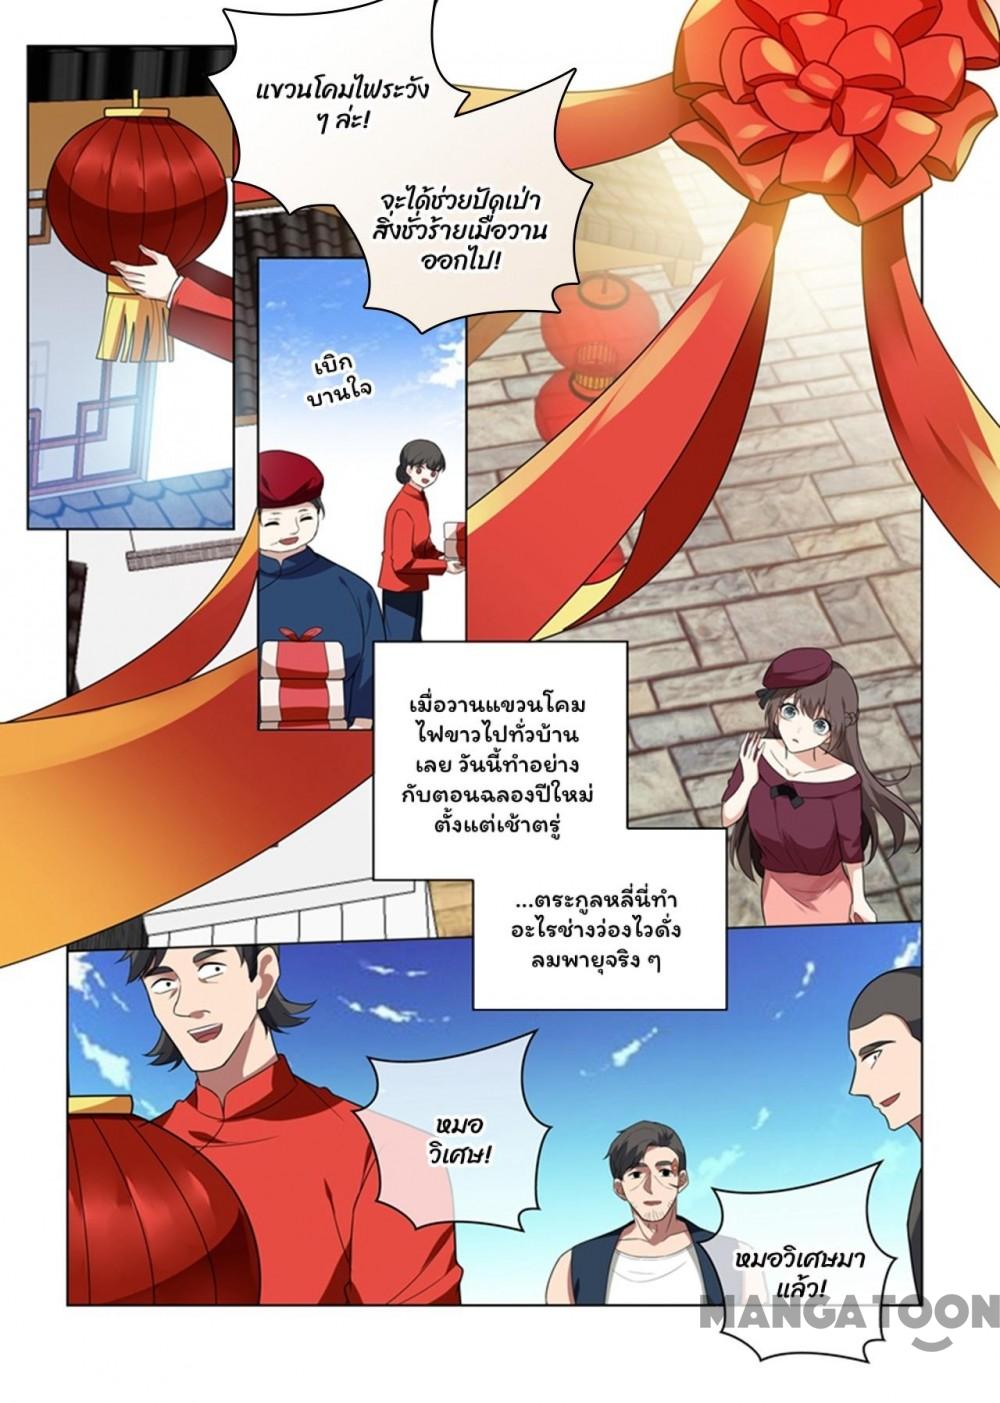 แขวนโคมไฟระวัง
ๆ ล่ะ!
จะได้ช่วยปัดเป่า
สิ่งชั่วร้ายเมื่อวาน
ออกไป!
เบิก
บานใจ
เมื่อวานแขวนโคม
ไฟขาวไปทั่วบ้าน
เลย วันนี้ทำอย่าง
กับตอนฉลองปีใหม่
ตั้งแต่เช้าตรู่
...ตระกูลหลี่นี่ทำ
อะไรช่างว่องไวดั่ง
ลมพายุจริง ๆ
หมอ
วิเศษ!
หมอวิเศษมา
แล้ว!
MANGATOON